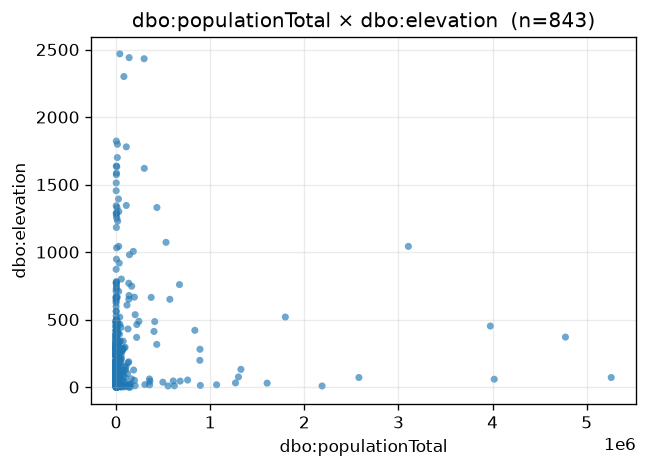 dbo:populationTotal × dbo:elevation (n=843)
2500
2000
1500
1000
500
0
dbo:elevation
0 1 2 3 4 5
1e6
dbo:populationTotal